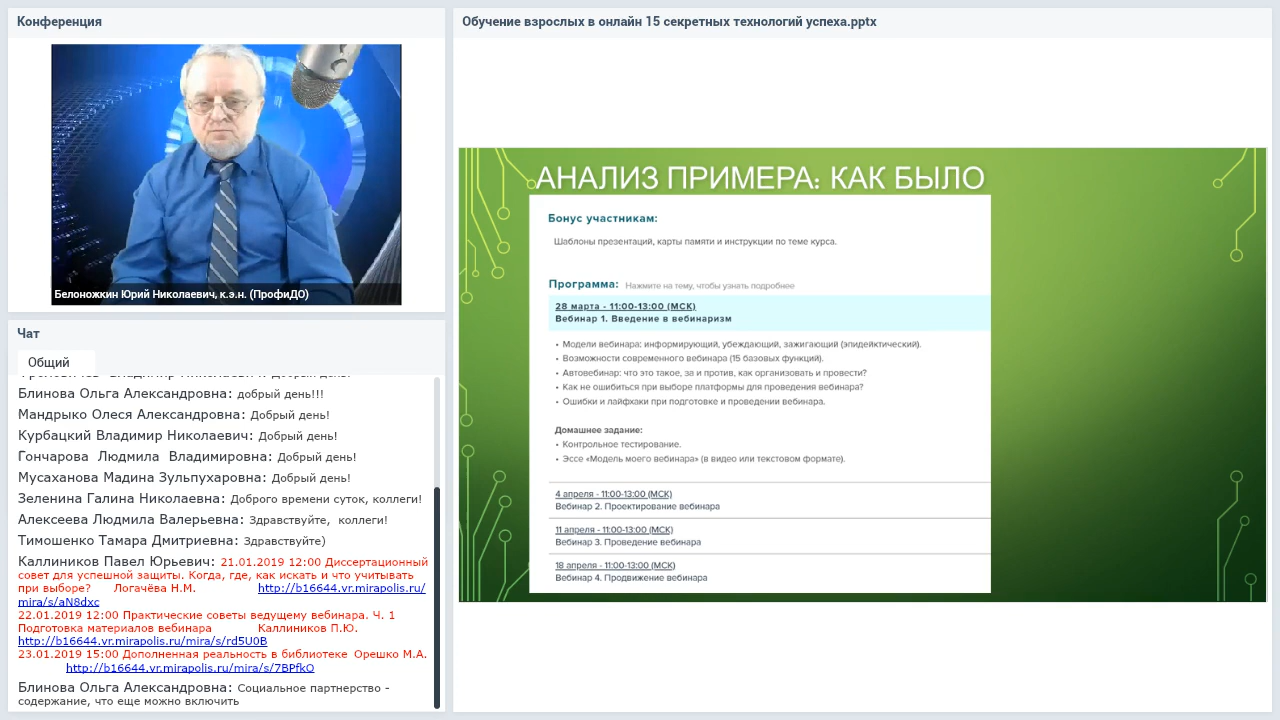 Конференция
Белоножкин Юрий Николаевич, к.э.н. (ПрофиДО)
Чат
Общий
Добрый день!
Блинова Ольга Александровна: добрый день!!!
Мандрыко Олеся Александровна: Добрый день!
Курбацкий Владимир Николаевич: Добрый день!
Гончарова Людмила Владимировна: Добрый день!
Мусаханова Мадина Зульпухаровна: Добрый день!
Зеленина Галина Николаевна: Доброго времени суток, коллеги!
Алексеева Людмила Валерьевна: Здравствуйте, коллеги!
Тимошенко Тамара Дмитриевна: Здравствуйте)
Каллиников Павел Юрьевич: 21.01.2019 12:00 Диссертационный
совет для успешной защиты. Когда, где, как искать и что учитывать
при выборе? Логачёва Н.М. http://b16644.vr.mirapolis.ru/
mira/s/aN8dxc
22.01.2019 12:00 Практические советы ведущему вебинара. Ч. 1
Подготовка материалов вебинара Каллиников П.Ю.
http://b16644.vr.mirapolis.ru/mira/s/rd5U0B
23.01.2019 15:00 Дополненная реальность в библиотеке Орешко М.А.
http://b16644.vr.mirapolis.ru/mira/s/7BPfkO
Блинова Ольга Александровна: Социальное партнерство -
содержание, что еще можно включить
Обучение взрослых в онлайн 15 секретных технологий успеха.pptx
АНАЛИЗ ПРИМЕРА: КАК БЫЛО
Бонус участникам:
Шаблоны презентаций, карты памяти и инструкции по теме курса.
Программа: Нажмите на тему, чтобы узнать подробнее
28 марта - 11:00-13:00 (МСК)
Вебинар 1. Введение в вебинаризм
• Модели вебинара: информирующий, убеждающий, зажигающий (эпидейктический).
• Возможности современного вебинара (15 базовых функций).
• Автовебинар: что это такое, за и против, как организовать и провести?
• Как не ошибиться при выборе платформы для проведения вебинара?
• Ошибки и лайфхаки при подготовке и проведении вебинара.
Домашнее задание:
• Контрольное тестирование.
• Эссе «Модель моего вебинара» (в видео или текстовом формате).
4 апреля - 11:00-13:00 (МСК)
Вебинар 2. Проектирование вебинара
11 апреля - 11:00-13:00 (МСК)
Вебинар 3. Проведение вебинара
18 апреля - 11:00-13:00 (МСК)
Вебинар 4. Продвижение вебинара